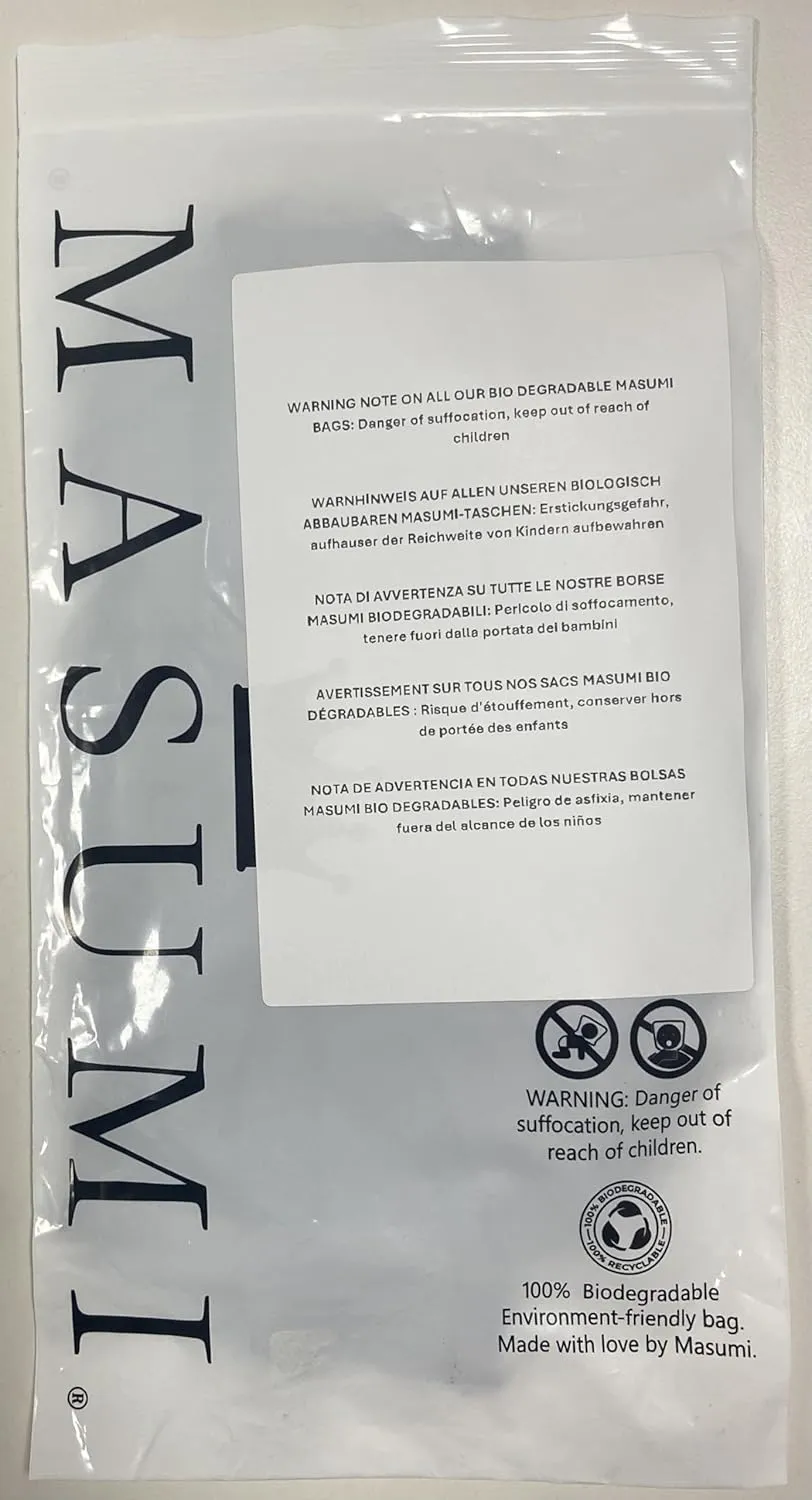 MASUMI
®
WARNING NOTE ON ALL OUR BIO DEGRADABLE MASUMI
BAGS: Danger of suffocation, keep out of reach of
children
WARNHINWEIS AUF ALLEN UNSEREN BIOLOGISCH
ABBAUBAREN MASUMI-TASCHEN: Erstickungsgefahr,
aufhauser der Reichweite von Kindern aufbewahren
NOTA DI AVVERTENZA SU TUTTE LE NOSTRE BORSE
MASUMI BIODEGRADABILI: Pericolo di soffocamento,
tenere fuori dalla portata dei bambini
AVERTISSEMENT SUR TOUS NOS SACS MASUMI BIO
DÉGRADABLES : Risque d'étouffement, conserver hors
de portée des enfants
NOTA DE ADVERTENCIA EN TODAS NUESTRAS BOLSAS
MASUMI BIO DEGRADABLES: Peligro de asfixia, mantener
fuera del alcance de los niños
WARNING: Danger of
suffocation, keep out of
reach of children.
100% BIODEGRADABLE
100% RECYCLABLE
100% Biodegradable
Environment-friendly bag.
Made with love by Masumi.